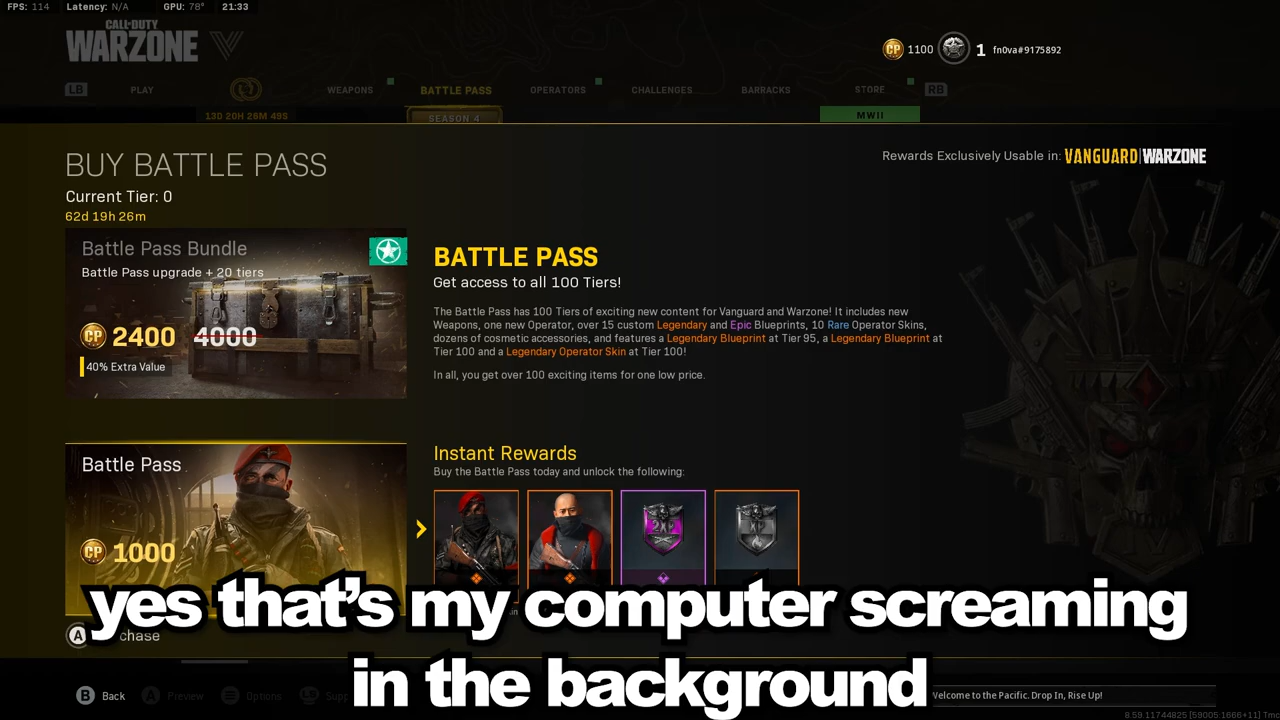 FPS: 114 Latency: N/A GPU: 78° 21:33
CALL OF DUTY
WARZONE
CP 1100 1 fn0va#9175892
LB PLAY WEAPONS BATTLE PASS OPERATORS CHALLENGES BARRACKS STORE RB
13D 20H 26M 49S SEASON 4 MWII
BUY BATTLE PASS
Rewards Exclusively Usable in: VANGUARD WARZONE
Current Tier: 0
62d 19h 26m
Battle Pass Bundle
Battle Pass upgrade + 20 tiers
CP 2400 4000
40% Extra Value
BATTLE PASS
Get access to all 100 Tiers!
The Battle Pass has 100 Tiers of exciting new content for Vanguard and Warzone! It includes new
Weapons, one new Operator, over 15 custom Legendary and Epic Blueprints, 10 Rare Operator Skins,
dozens of cosmetic accessories, and features a Legendary Blueprint at Tier 95, a Legendary Blueprint at
Tier 100 and a Legendary Operator Skin at Tier 100!
In all, you get over 100 exciting items for one low price.
Battle Pass
CP 1000
Instant Rewards
Buy the Battle Pass today and unlock the following:
2XP
yes that's my computer screaming
in the background
A chase
B Back A Preview Options LS Supp
Welcome to the Pacific. Drop In, Rise Up!